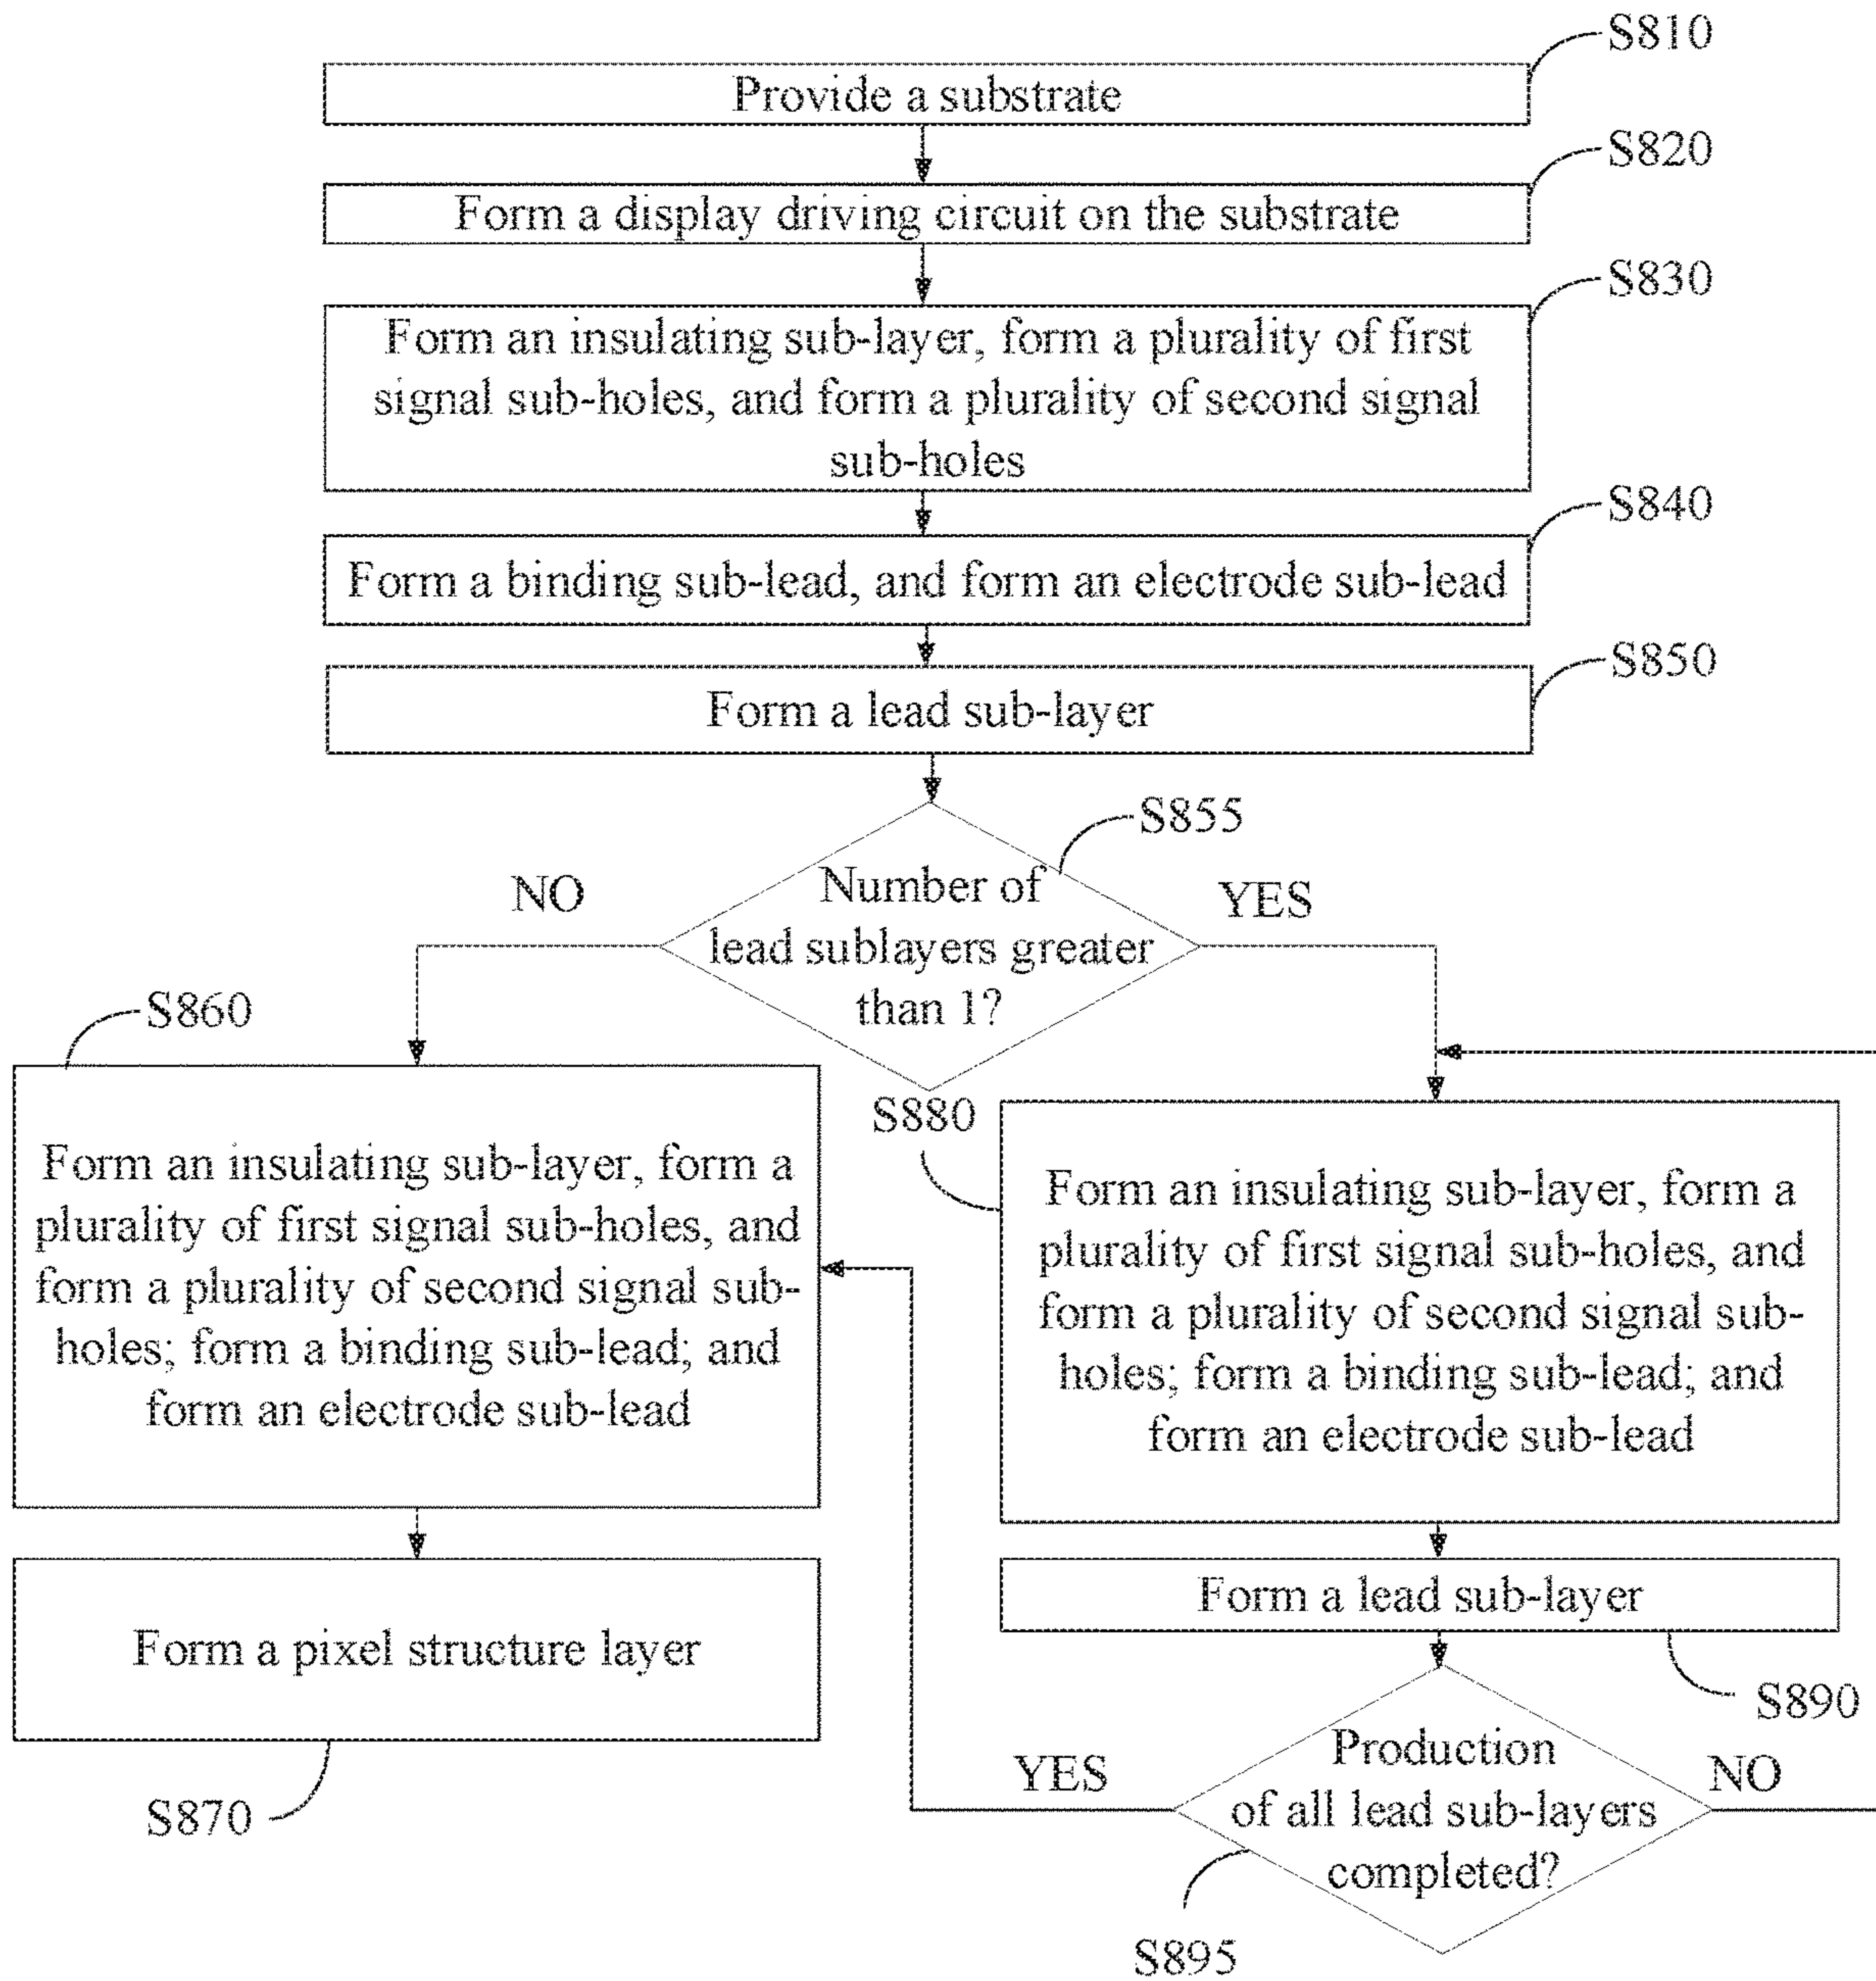 S810
Provide a substrate
S820
Form a display driving circuit on the substrate
S830
Form an insulating sub-layer, form a plurality of first
signal sub-holes, and form a plurality of second signal
sub-holes
S840
Form a binding sub-lead, and form an electrode sub-lead
S850
Form a lead sub-layer
S855
Number of
lead sublayers greater
than 1?
NO
YES
S860
Form an insulating sub-layer, form a
plurality of first signal sub-holes, and
form a plurality of second signal sub-
holes; form a binding sub-lead; and
form an electrode sub-lead
S880
Form an insulating sub-layer, form a
plurality of first signal sub-holes, and
form a plurality of second signal sub-
holes; form a binding sub-lead; and
form an electrode sub-lead
Form a pixel structure layer
S870
Form a lead sub-layer
S890
Production
of all lead sub-layers
completed?
YES
NO
S895